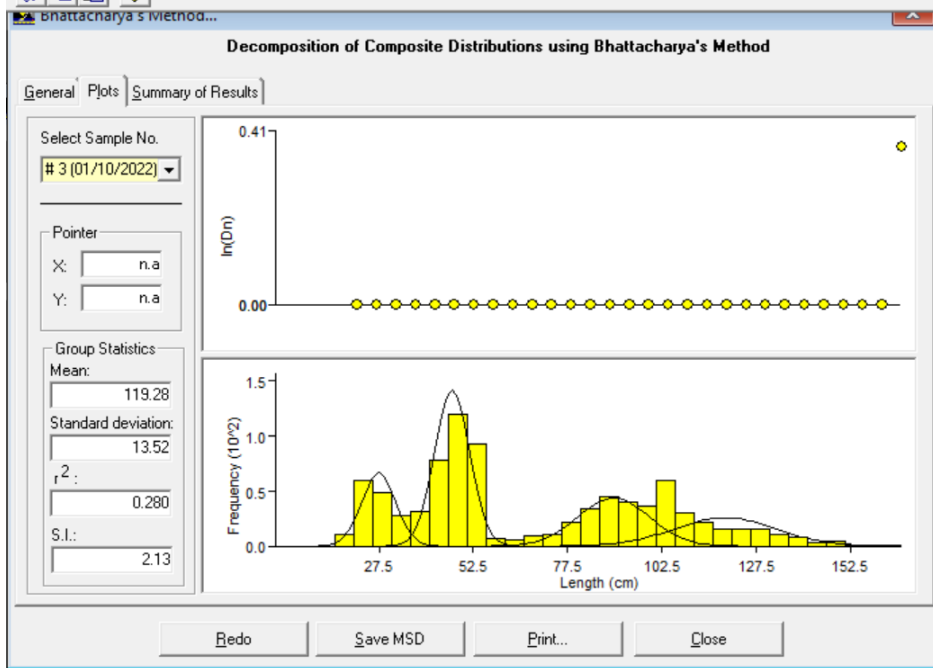 Bhattacharya's Method...
Decomposition of Composite Distributions using Bhattacharya's Method
General Plots Summary of Results
Select Sample No.
# 3 (01/10/2022)
Pointer
X: n.a
Y: n.a
Group Statistics
Mean:
119.28
Standard deviation:
13.52
r2 :
0.280
S.I.:
2.13
0.41
ln(Dn)
0.00
1.5
1.0
0.5
0.0
Frequency (10^2)
27.5 52.5 77.5 102.5 127.5 152.5
Length (cm)
Redo Save MSD Print... Close